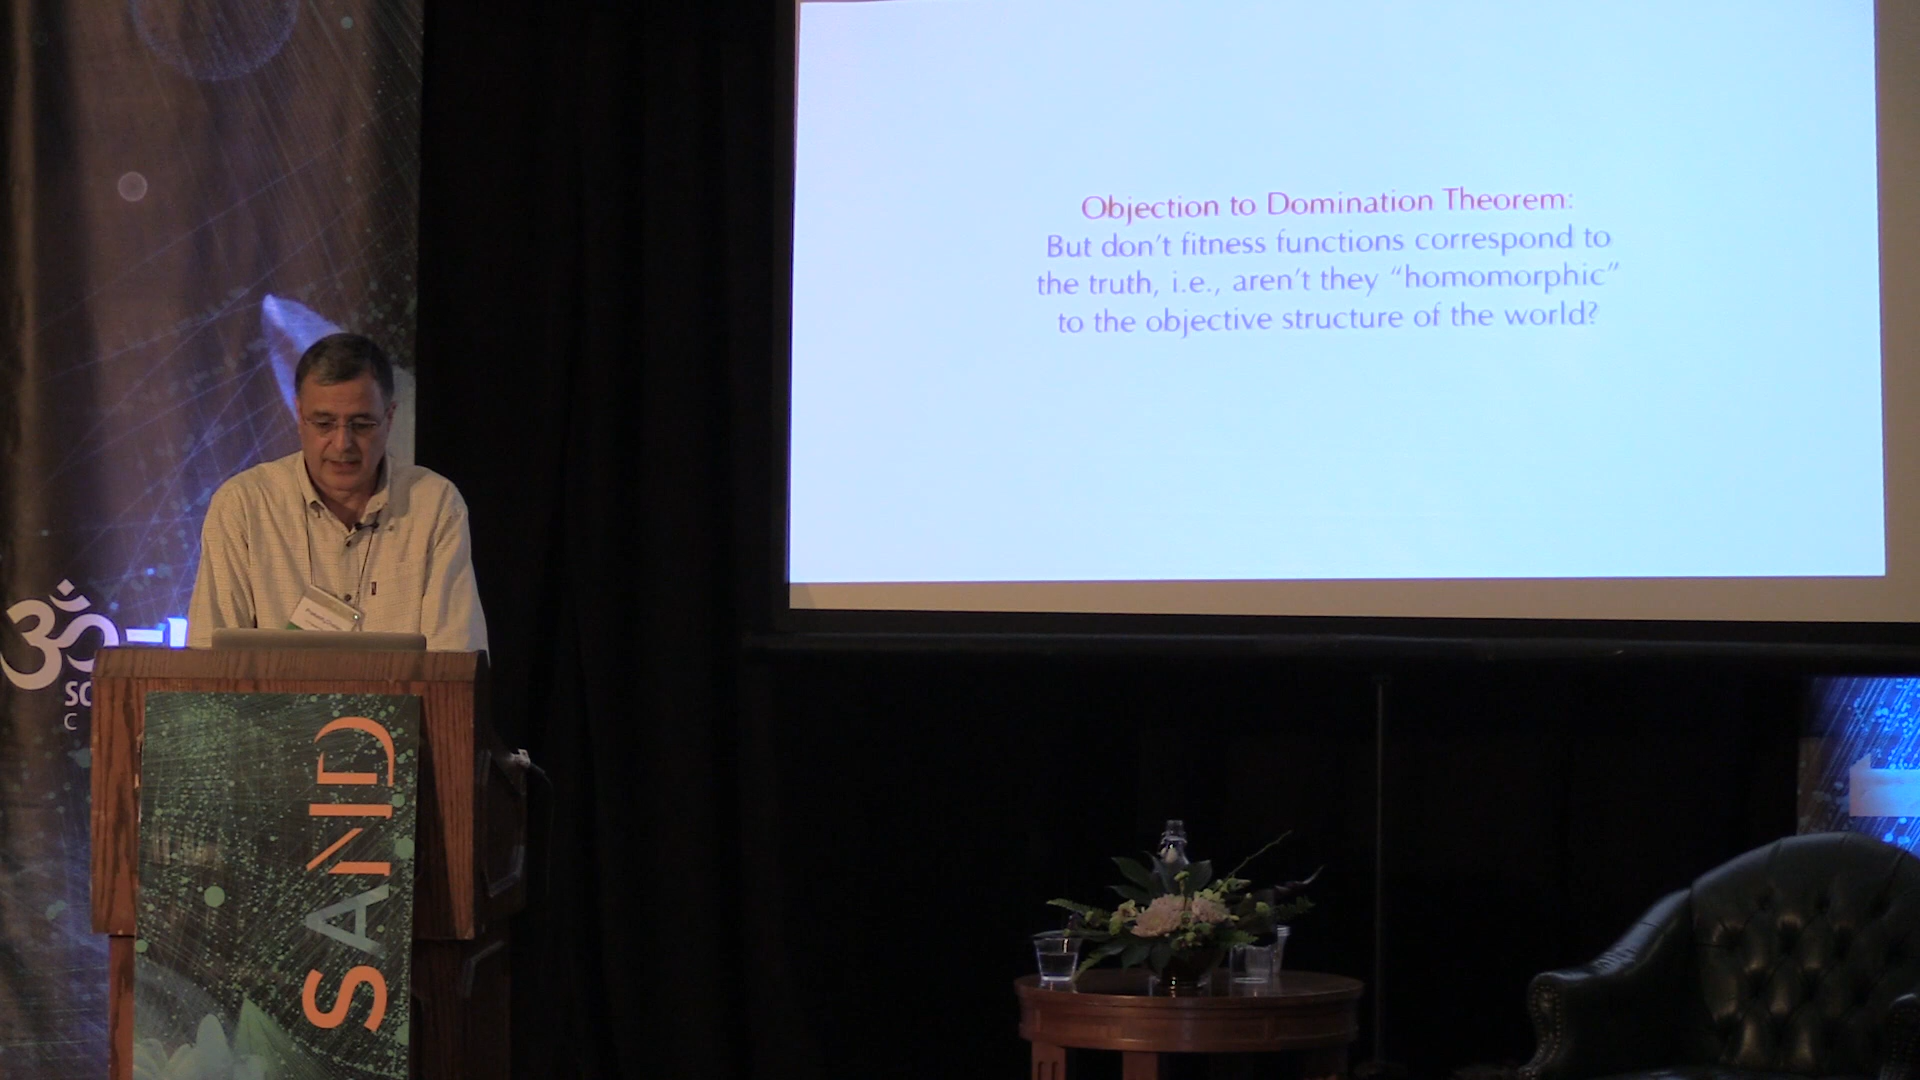 Objection to Domination Theorem:
But don't fitness functions correspond to
the truth, i.e., aren't they "homomorphic"
to the objective structure of the world?
ॐ
SC
C
SAND